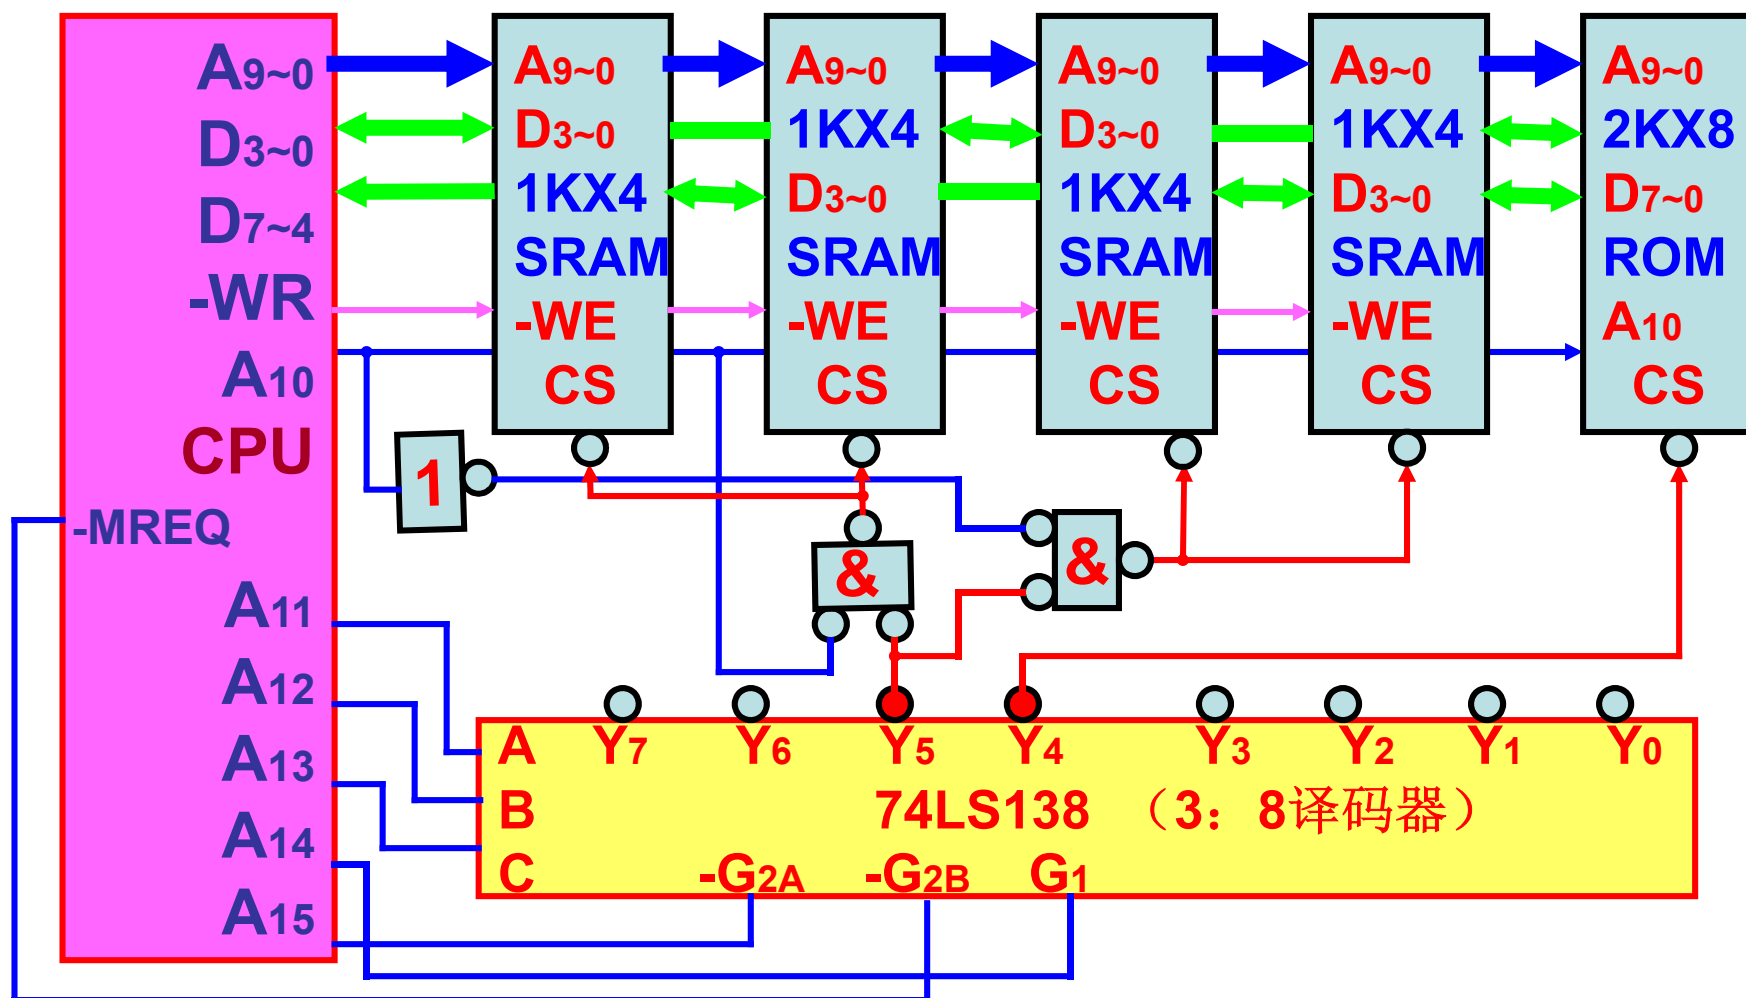 A9~0
D3~0
D7~4
-WR
A10
CPU
-MREQ
A11
A12
A13
A14
A15
A9~0
D3~0
1KX4
SRAM
-WE
CS
A9~0
1KX4
D3~0
SRAM
-WE
CS
A9~0
D3~0
1KX4
SRAM
-WE
CS
A9~0
1KX4
D3~0
SRAM
-WE
CS
A9~0
2KX8
D7~0
ROM
A10
CS
1
&
&
A Y7 Y6 Y5 Y4 Y3 Y2 Y1 Y0
B 74LS138 （3：8译码器）
C -G2A -G2B G1